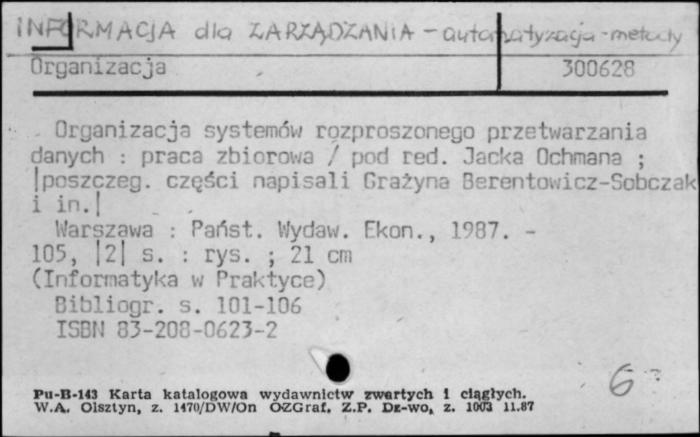 INFORMACJA dla ZARZĄDZANIA - automatyzacja - metody
Organizacja 300628
Organizacja systemów rozproszonego przetwarzania
danych : praca zbiorowa / pod red. Jacka Ochmana ;
|poszczeg. części napisali Grażyna Berentowicz-Sobczak
i in.|
Warszawa : Państ. Wydaw. Ekon., 1987. -
105, |2| s. : rys. ; 21 cm
(Informatyka w Praktyce)
Bibliogr. s. 101-106
ISBN 83-208-0623-2
6
Pu-B-143 Karta katalogowa wydawnictw zwartych i ciągłych.
W.A. Olsztyn, z. 1470/DW/On OZGraf. Z.P. Dz-wo, z. 1003 11.87